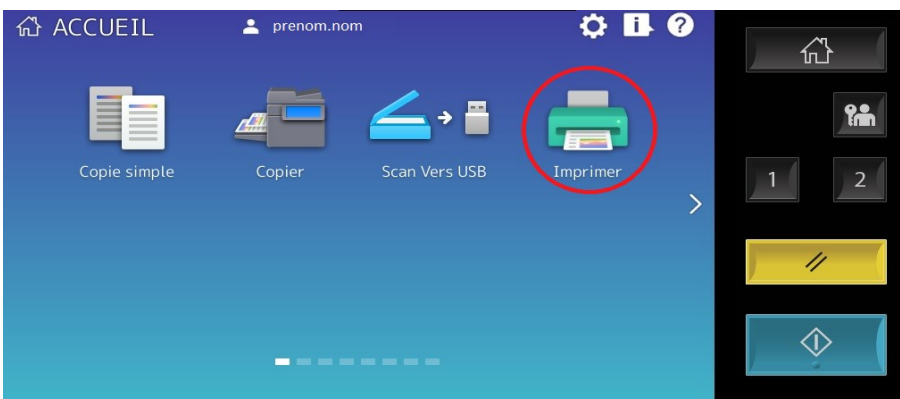 ACCUEIL
prenom.nom
Copie simple
Copier
Scan Vers USB
Imprimer
1
2